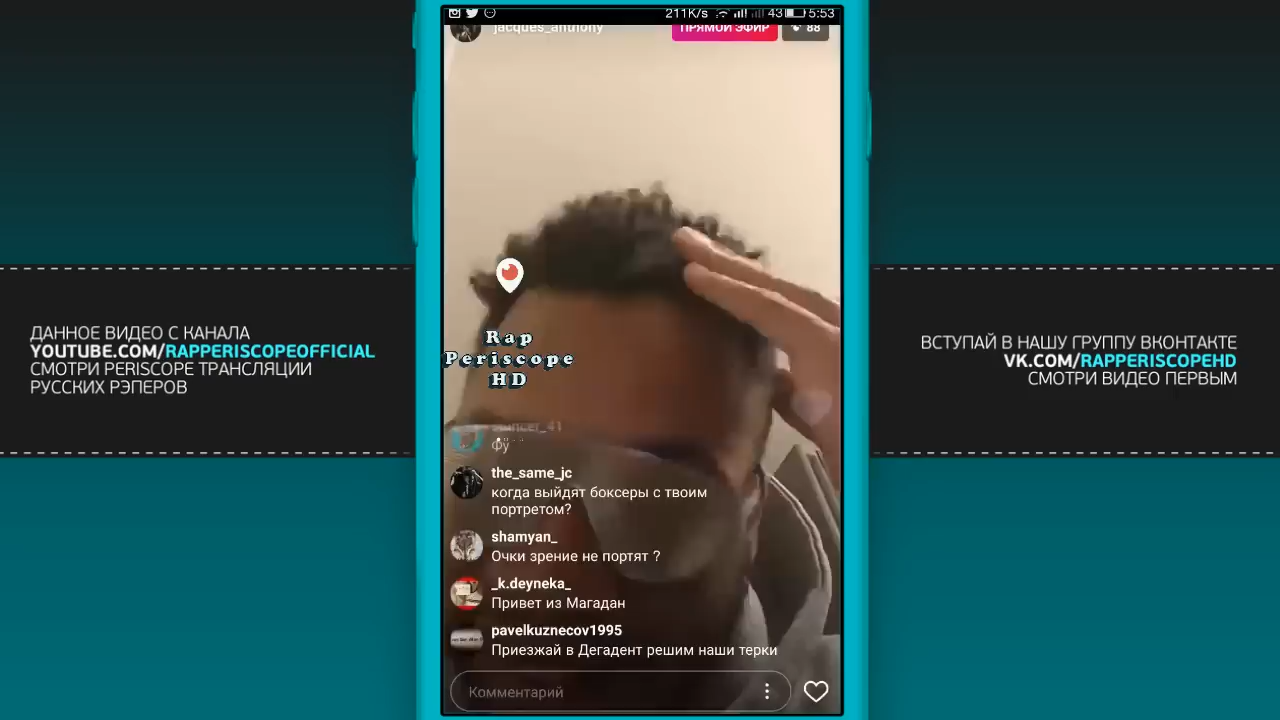 211K/s 43 5:53
jacques_anthony ПРЯМОЙ ЭФИР 88
ДАННОЕ ВИДЕО С КАНАЛА
YOUTUBE.COM/RAPPERISCOPEOFFICIAL
СМОТРИ PERISCOPE ТРАНСЛЯЦИИ
РУССКИХ РЭПЕРОВ
Rap
Periscope
HD
фу
the_same_jc
когда выйдят боксеры с твоим
портретом?
shamyan_
Очки зрение не портят ?
_k.deyneka_
Привет из Магадан
pavelkuznecov1995
Приезжай в Дегадент решим наши терки
Комментарий
ВСТУПАЙ В НАШУ ГРУППУ ВКОНТАКТЕ
VK.COM/RAPPERISCOPEHD
СМОТРИ ВИДЕО ПЕРВЫМ